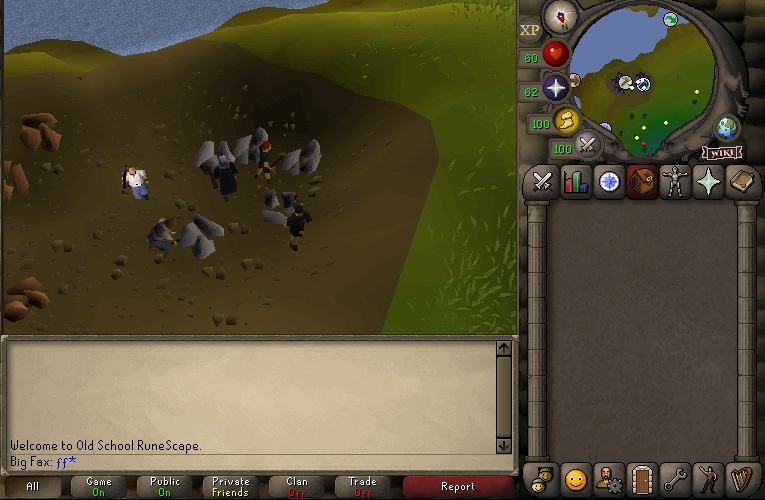 XP
60
62
100
100
WIKI
Welcome to Old School RuneScape.
Big Fax: ff*
All
Game
On
Public
On
Private
Friends
Clan
Off
Trade
Off
Report